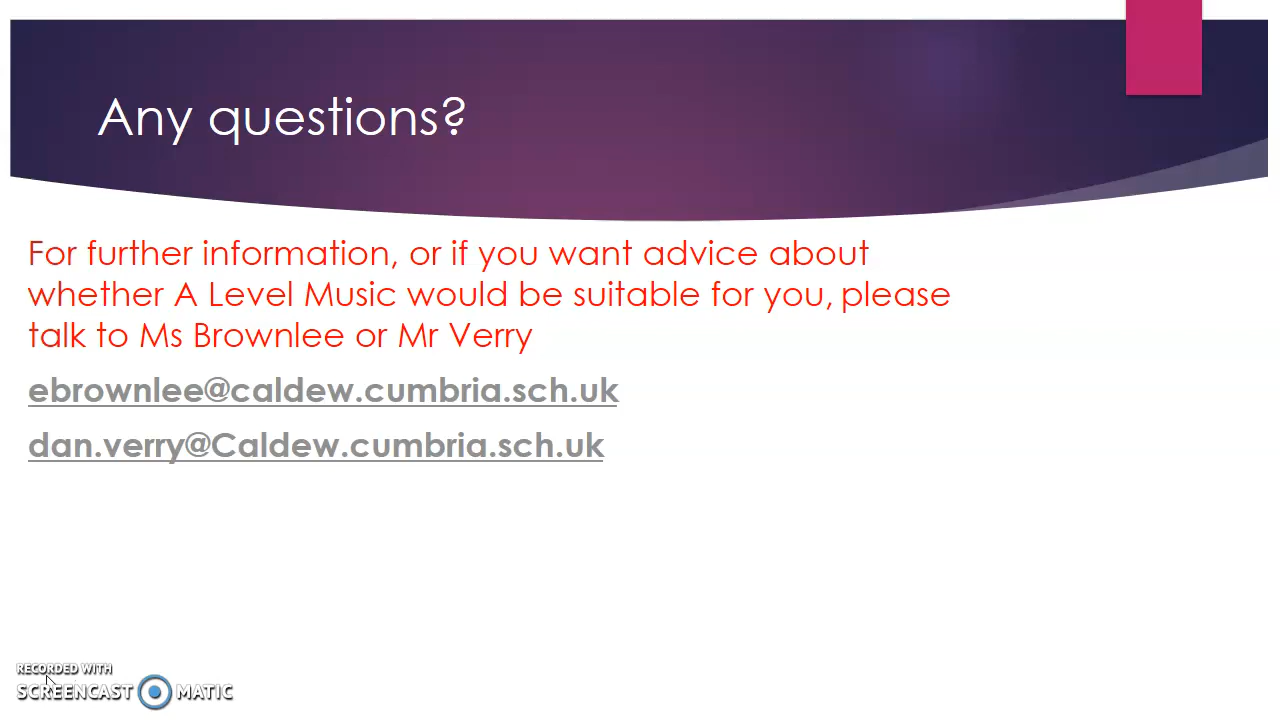 Any questions?
For further information, or if you want advice about
whether A Level Music would be suitable for you, please
talk to Ms Brownlee or Mr Verry
ebrownlee@caldew.cumbria.sch.uk
dan.verry@Caldew.cumbria.sch.uk
RECORDED WITH
SCREENCAST MATIC